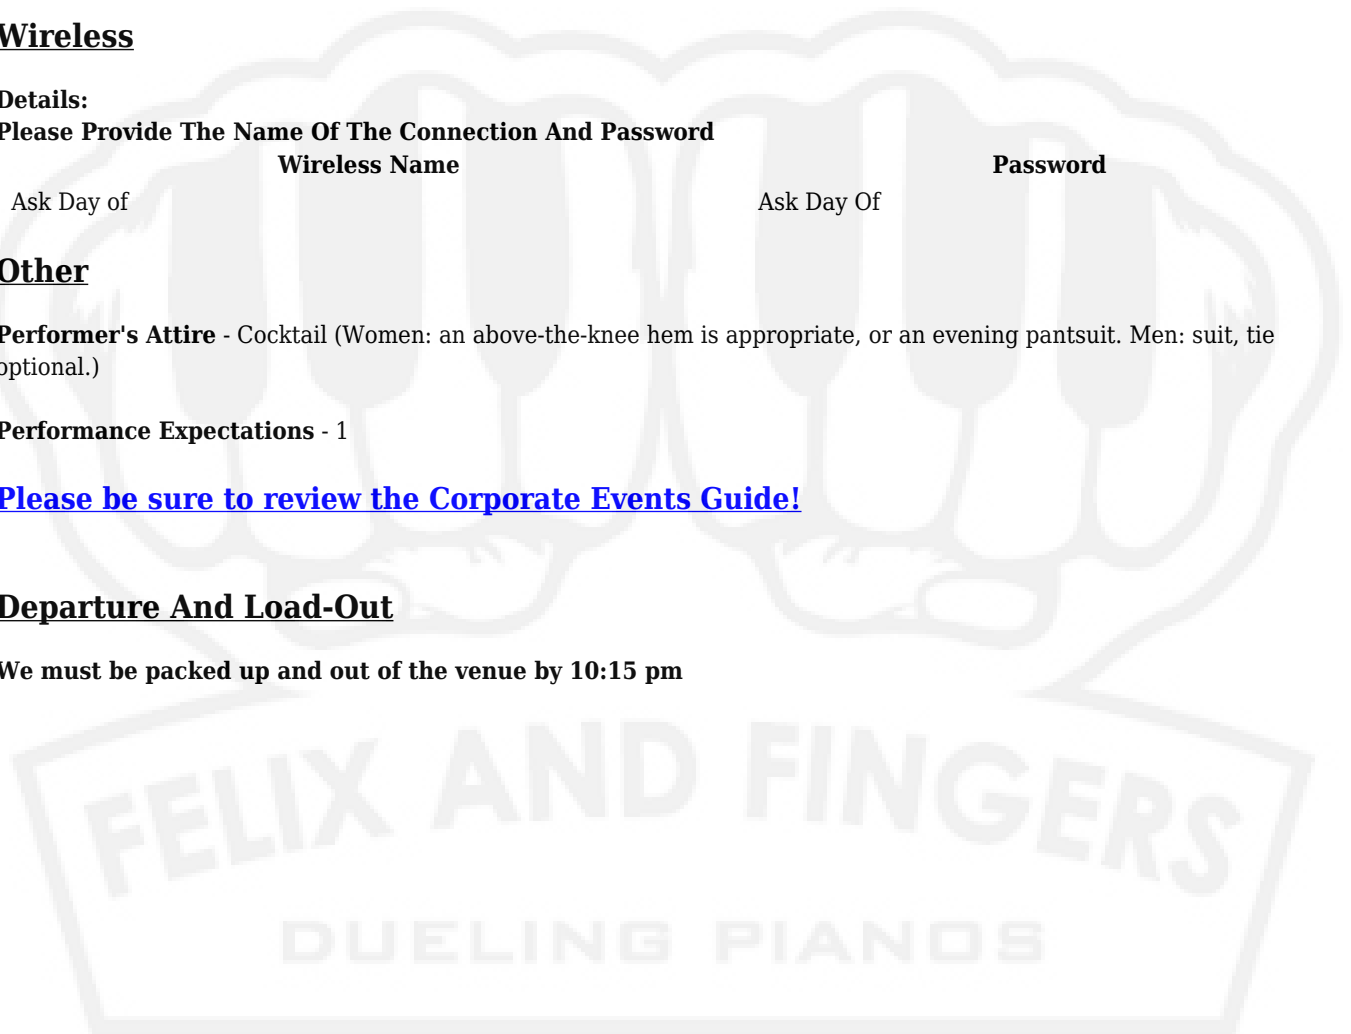 Wireless
Details:
Please Provide The Name Of The Connection And Password
Wireless Name Password
Ask Day of Ask Day Of
Other
Performer's Attire - Cocktail (Women: an above-the-knee hem is appropriate, or an evening pantsuit. Men: suit, tie
optional.)
Performance Expectations - 1
Please be sure to review the Corporate Events Guide!
Departure And Load-Out
We must be packed up and out of the venue by 10:15 pm
FELIX AND FINGERS
DUELING PIANOS